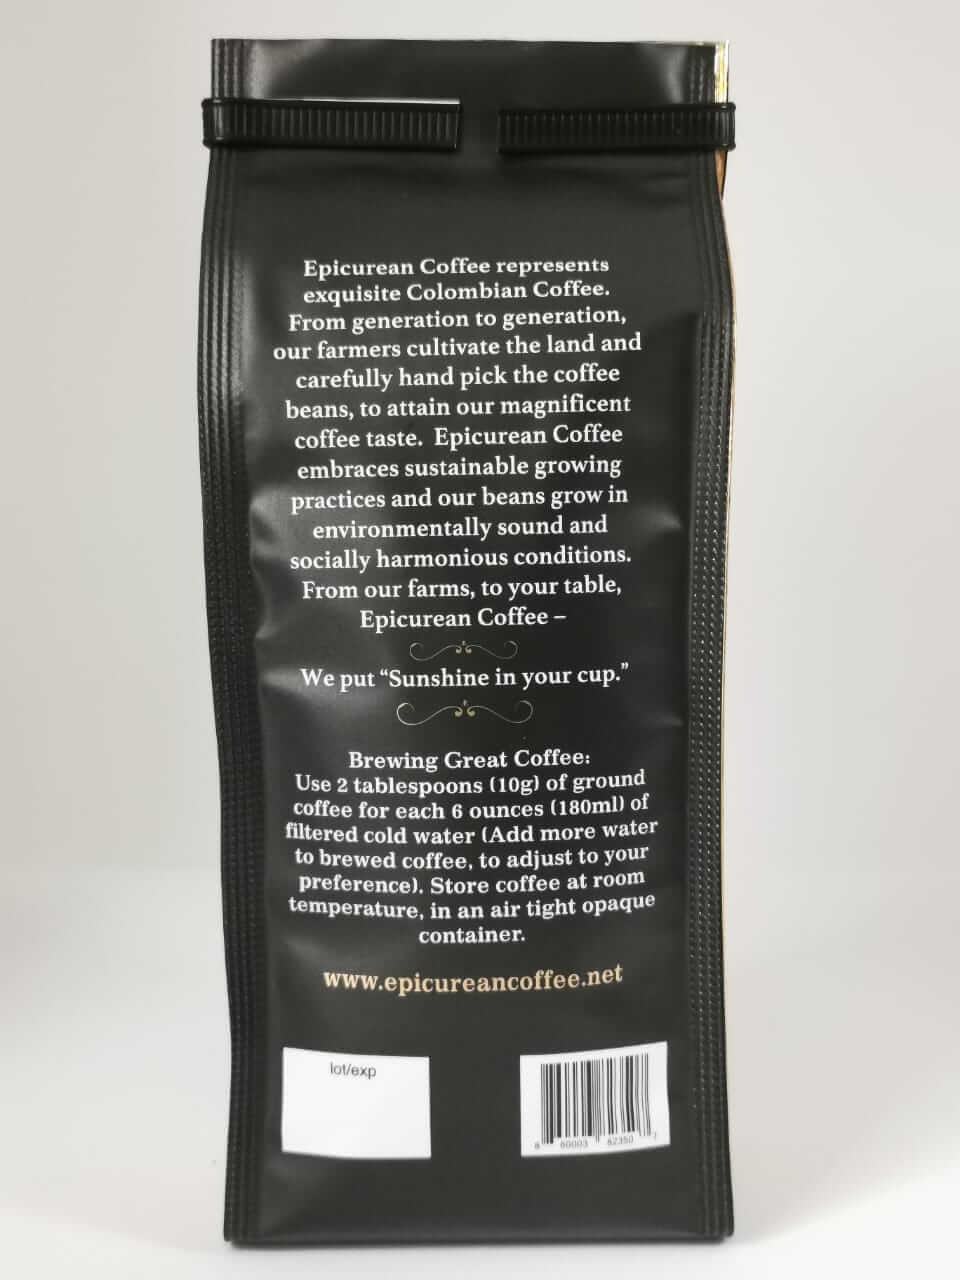 Epicurean Coffee represents
exquisite Colombian Coffee.
From generation to generation,
our farmers cultivate the land and
carefully hand pick the coffee
beans, to attain our magnificent
coffee taste. Epicurean Coffee
embraces sustainable growing
practices and our beans grow in
environmentally sound and
socially harmonious conditions.
From our farms, to your table,
Epicurean Coffee –
We put “Sunshine in your cup.”
Brewing Great Coffee:
Use 2 tablespoons (10g) of ground
coffee for each 6 ounces (180ml) of
filtered cold water (Add more water
to brewed coffee, to adjust to your
preference). Store coffee at room
temperature, in an air tight opaque
container.
www.epicureancoffee.net
lot/exp
8 60003 82350 7